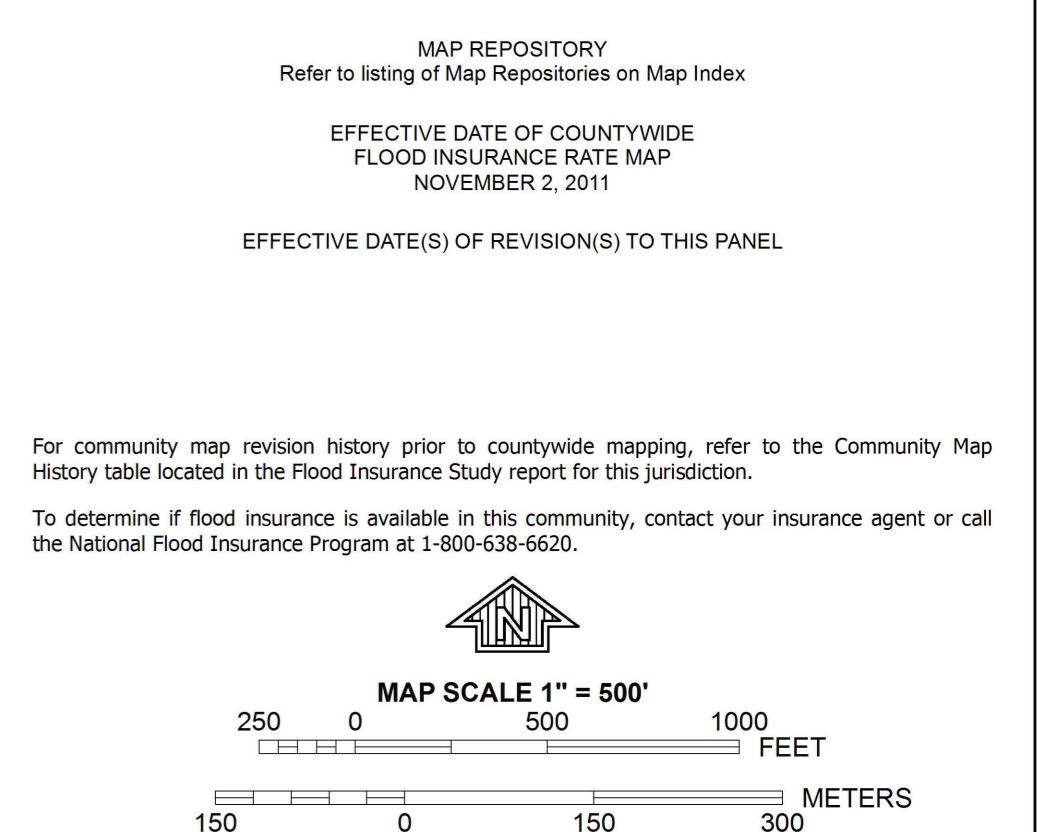 MAP REPOSITORY
Refer to listing of Map Repositories on Map Index
EFFECTIVE DATE OF COUNTYWIDE
FLOOD INSURANCE RATE MAP
NOVEMBER 2, 2011
EFFECTIVE DATE(S) OF REVISION(S) TO THIS PANEL
For community map revision history prior to countywide mapping, refer to the Community Map
History table located in the Flood Insurance Study report for this jurisdiction.
To determine if flood insurance is available in this community, contact your insurance agent or call
the National Flood Insurance Program at 1-800-638-6620.
N
MAP SCALE 1" = 500'
250 0 500 1000
FEET
METERS
150 0 150 300